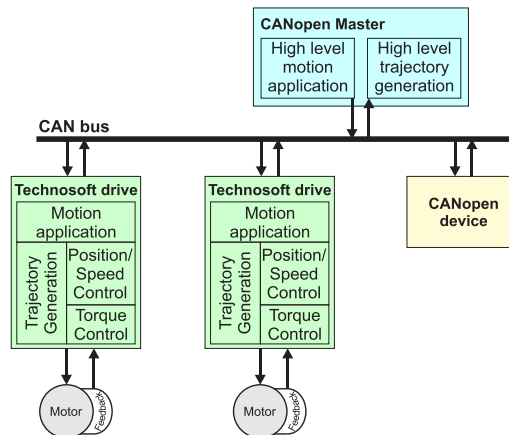 CANopen Master
High level
motion
application
High level
trajectory
generation
CAN bus
Technosoft drive
Motion
application
Trajectory
Generation
Position/
Speed
Control
Torque
Control
Motor
Feedback
Technosoft drive
Motion
application
Trajectory
Generation
Position/
Speed
Control
Torque
Control
Motor
Feedback
CANopen
device